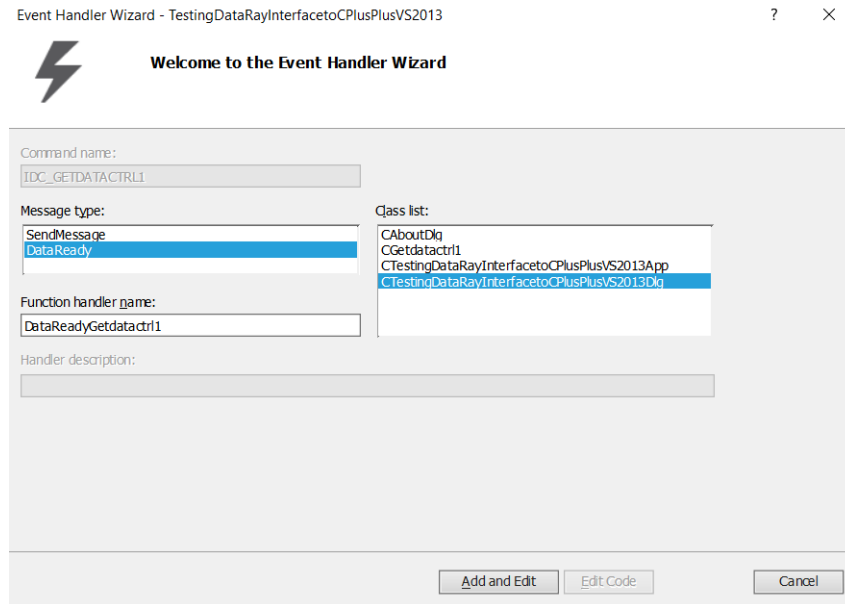 Event Handler Wizard - TestingDataRayInterfacetoCPlusPlusVS2013
?
Welcome to the Event Handler Wizard
Command name:
IDC_GETDATACTRL1
Message type:
SendMessage
DataReady
Class list:
CAboutDlg
CGetdatactrl1
CTestingDataRayInterfacetoCPlusPlusVS2013App
CTestingDataRayInterfacetoCPlusPlusVS2013Dlg
Function handler name:
DataReadyGetdatactrl1
Handler description:
Add and Edit
Edit Code
Cancel